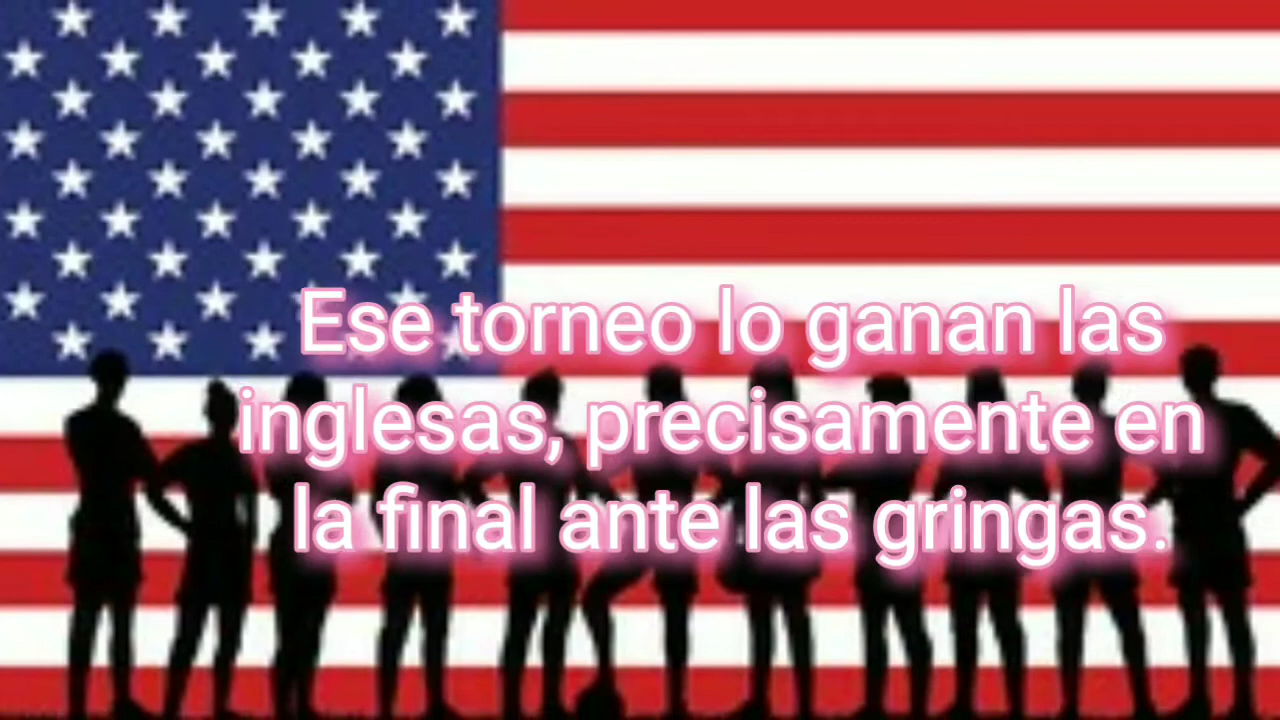 Ese torneo lo ganan las
inglesas, precisamente en
la final ante las gringas.